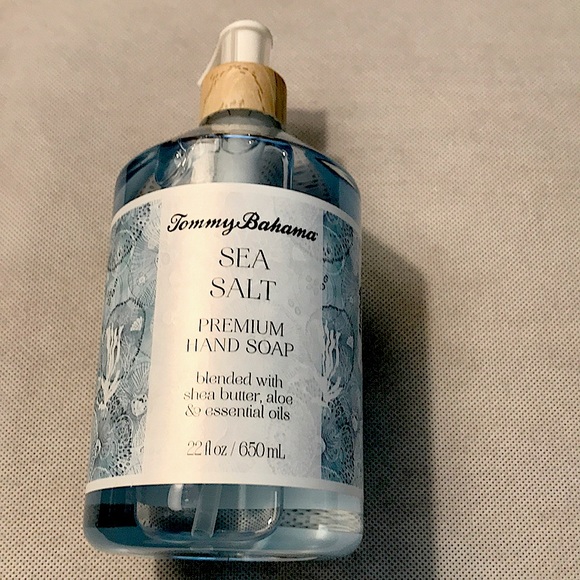 Tommy Bahama
SEA
SALT
PREMIUM
HAND SOAP
blended with
shea butter, aloe
& essential oils
22 fl oz / 650 mL